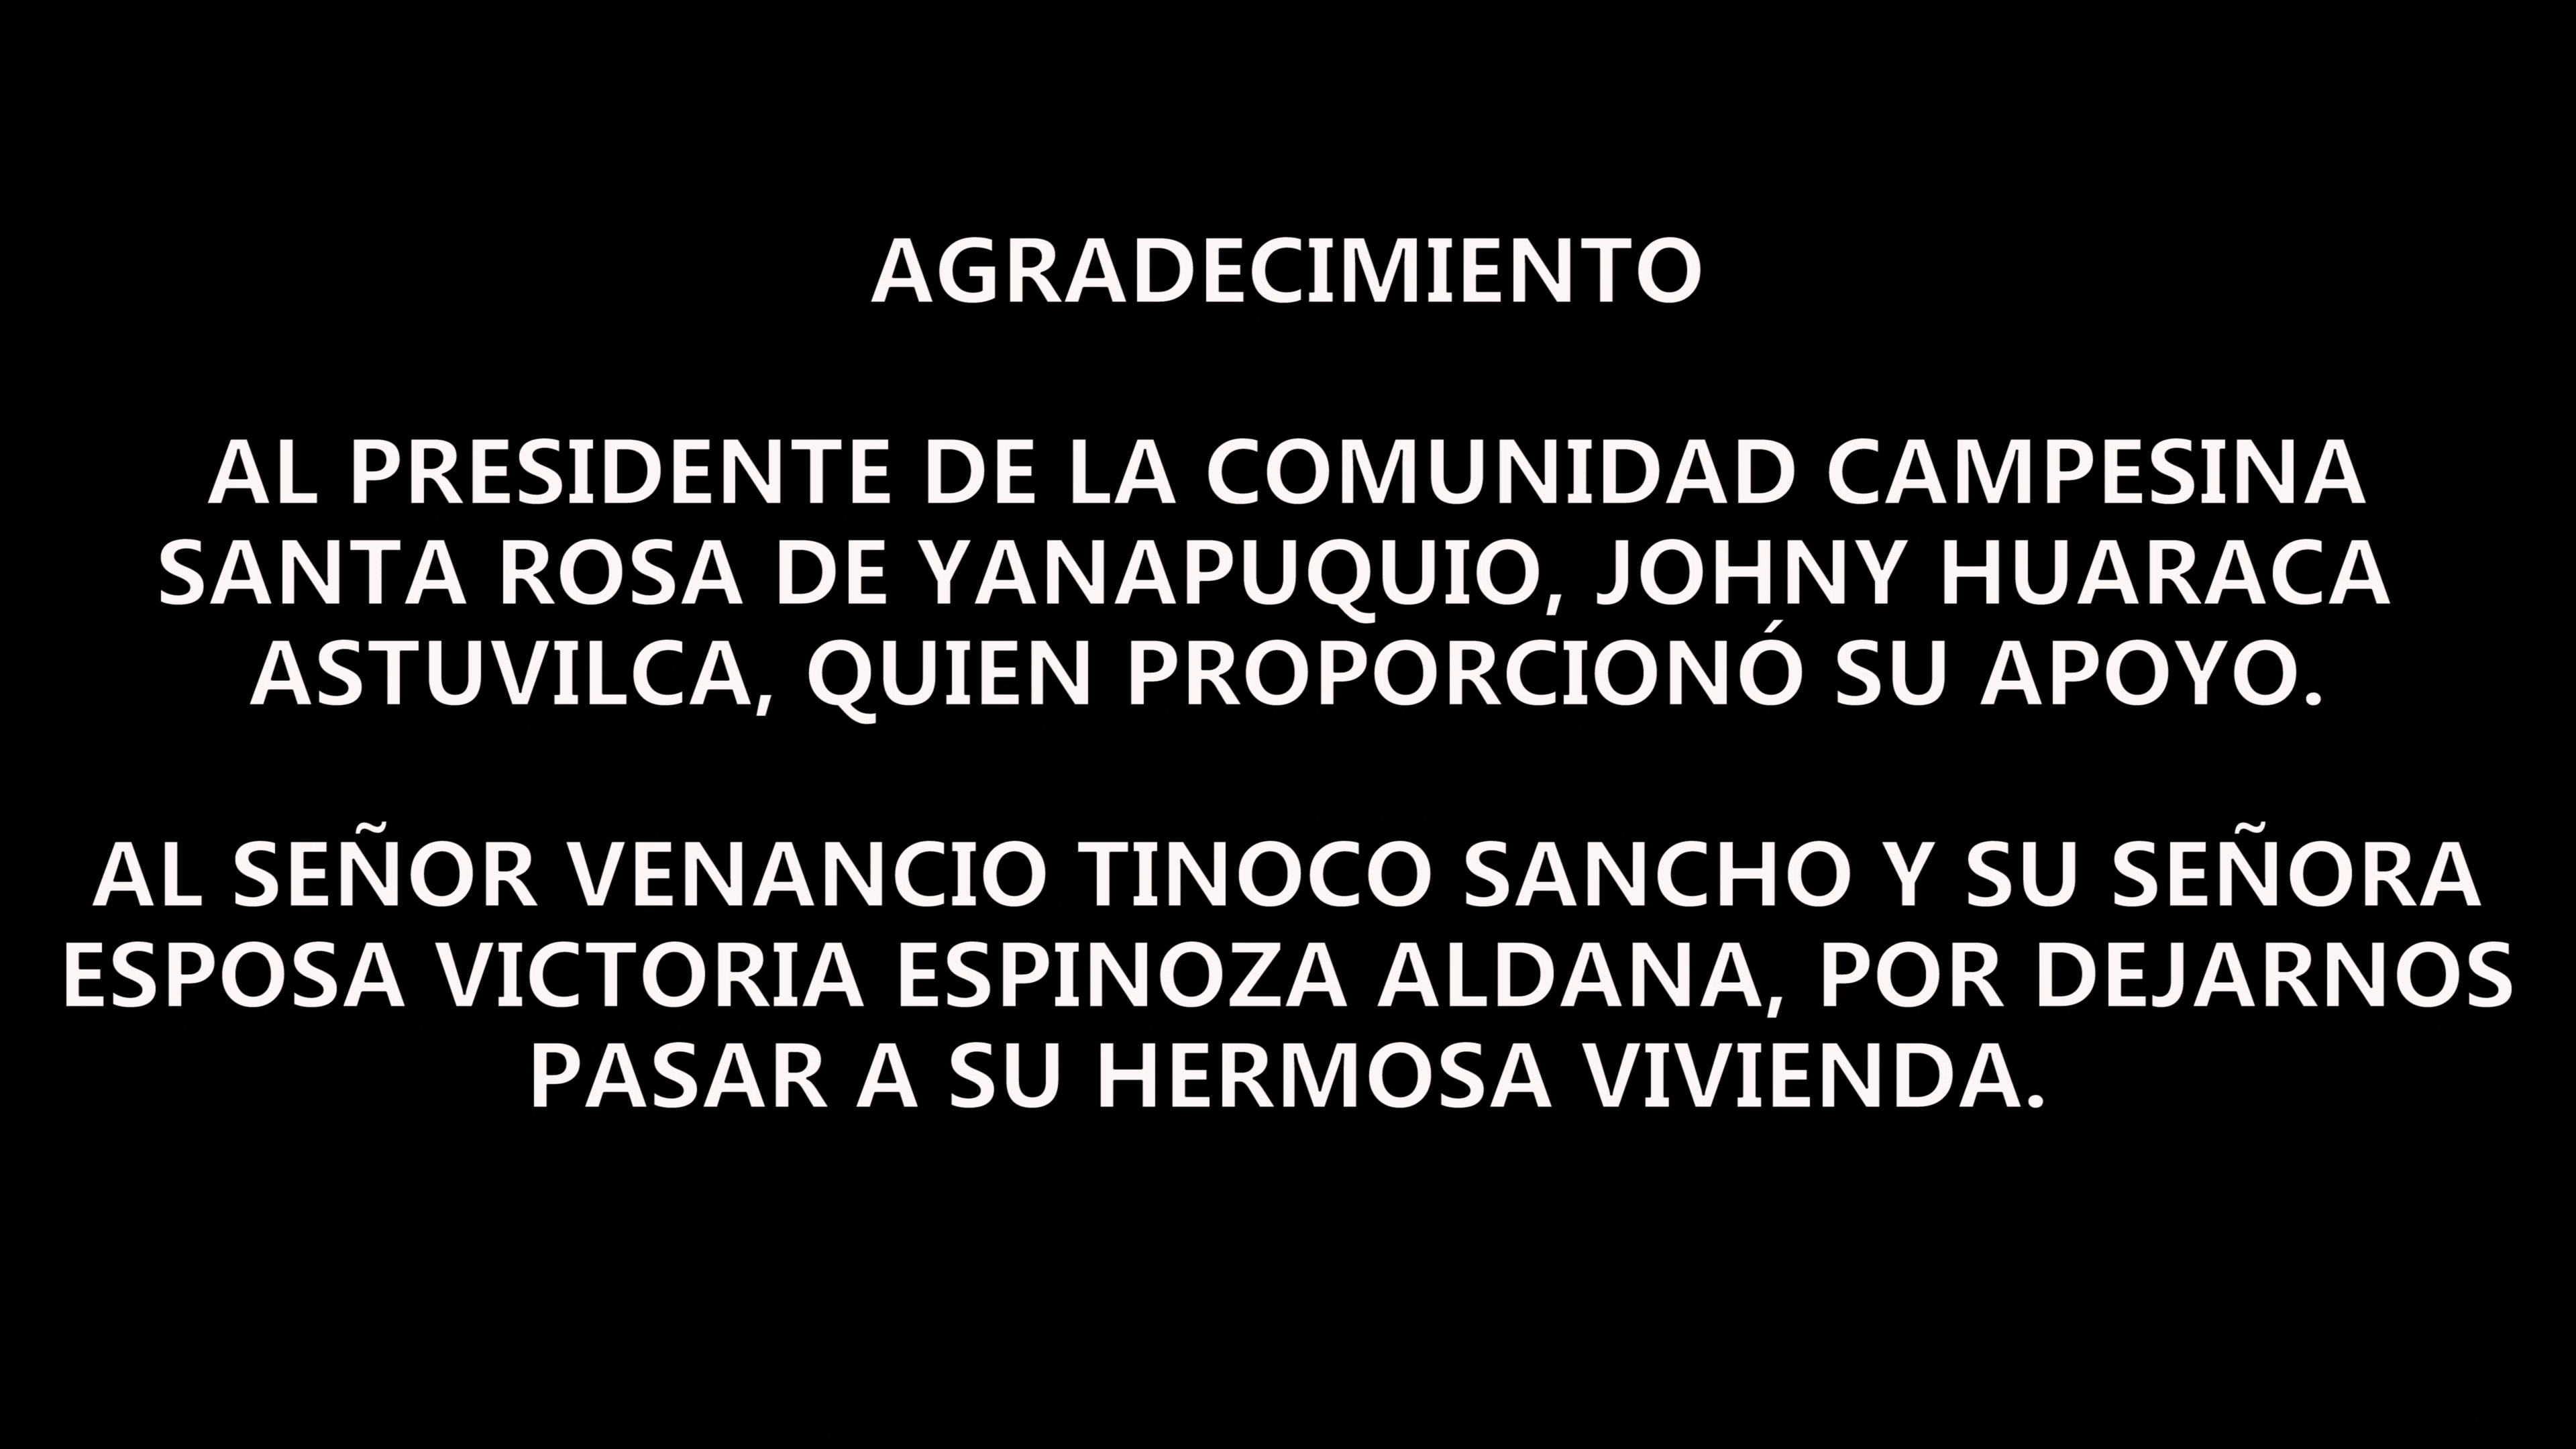 AGRADECIMIENTO
AL PRESIDENTE DE LA COMUNIDAD CAMPESINA
SANTA ROSA DE YANAPUQUIO, JOHNY HUARACA
ASTUVILCA, QUIEN PROPORCIONÓ SU APOYO.
AL SEÑOR VENANCIO TINOCO SANCHO Y SU SEÑORA
ESPOSA VICTORIA ESPINOZA ALDANA, POR DEJARNOS
PASAR A SU HERMOSA VIVIENDA.